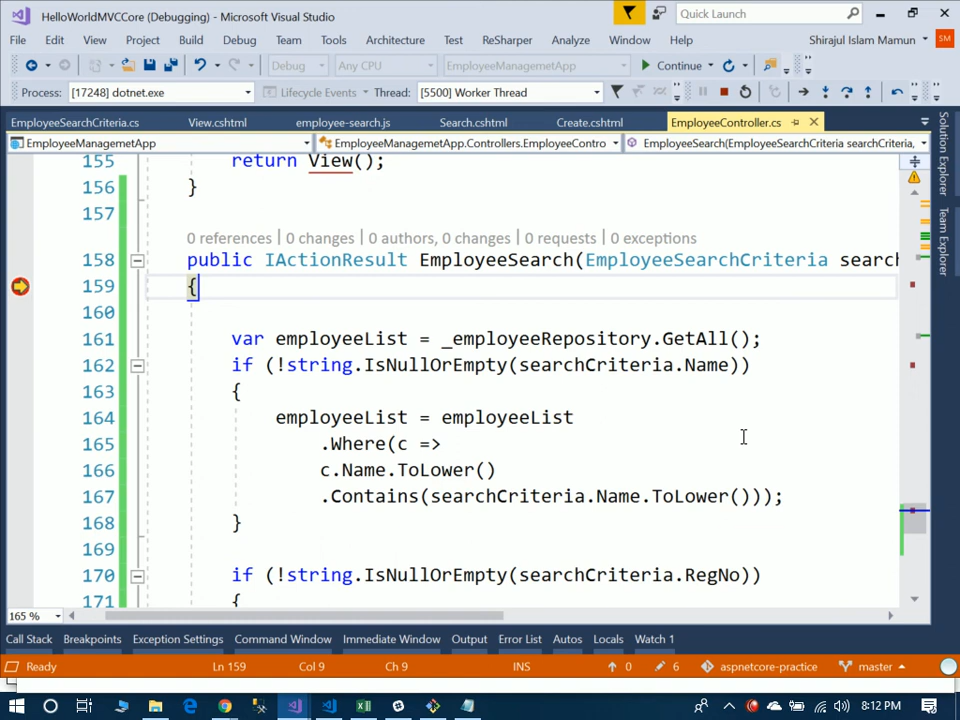 HelloWorldMVCCore (Debugging) - Microsoft Visual Studio
Quick Launch
File Edit View Project Build Debug Team Tools Architecture Test ReSharper Analyze Window Help Shirajul Islam Mamun SM
Debug Any CPU EmployeeManagemetApp Continue
Process: [17248] dotnet.exe Lifecycle Events Thread: [5500] Worker Thread
EmployeeSearchCriteria.cs View.cshtml employee-search.js Search.cshtml Create.cshtml EmployeeController.cs
EmployeeManagemetApp EmployeeManagemetApp.Controllers.EmployeeContro EmployeeSearch(EmployeeSearchCriteria searchCriteria,
Solution Explorer
Team Explorer
155 return View();
156 }
157
0 references | 0 changes | 0 authors, 0 changes | 0 requests | 0 exceptions
158 public IActionResult EmployeeSearch(EmployeeSearchCriteria search
159 {
160
161 var employeeList = _employeeRepository.GetAll();
162 if (!string.IsNullOrEmpty(searchCriteria.Name))
163 {
164 employeeList = employeeList
165 .Where(c =>
166 c.Name.ToLower()
167 .Contains(searchCriteria.Name.ToLower()));
168 }
169
170 if (!string.IsNullOrEmpty(searchCriteria.RegNo))
171 {
165 %
Call Stack Breakpoints Exception Settings Command Window Immediate Window Output Error List Autos Locals Watch 1
Ready Ln 159 Col 9 Ch 9 INS 0 6 aspnetcore-practice master
8:12 PM